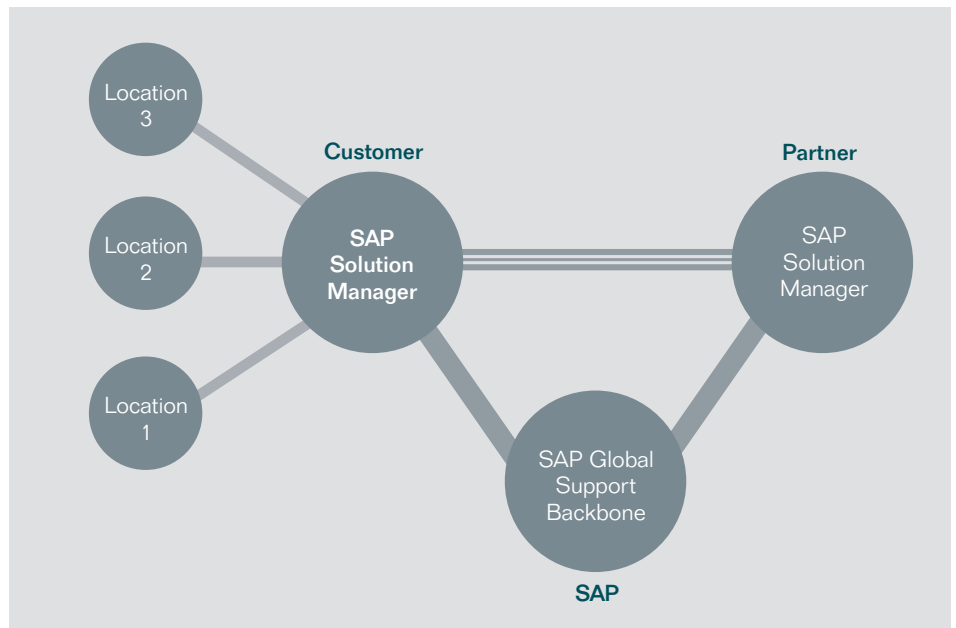 Location
3
Customer
Partner
Location
2
SAP
Solution
Manager
SAP
Solution
Manager
Location
1
SAP Global
Support
Backbone
SAP